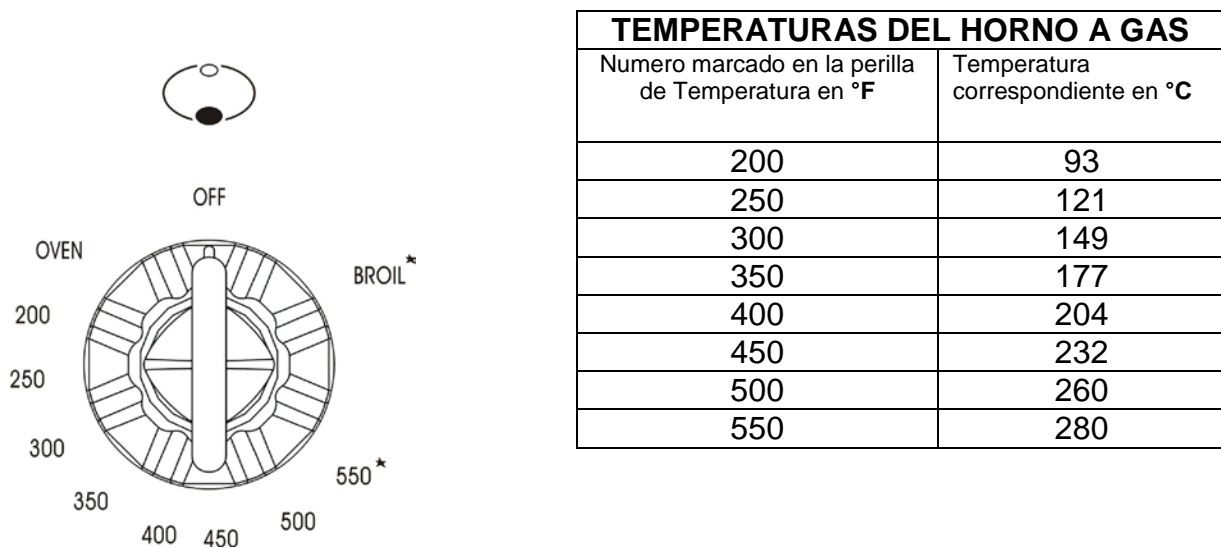 OFF
OVEN
BROIL*
200
250
300
350
400
450
500
550*
TEMPERATURAS DEL HORNO A GAS
Numero marcado en la perilla
de Temperatura en °F
Temperatura
correspondiente en °C
200 93
250 121
300 149
350 177
400 204
450 232
500 260
550 280